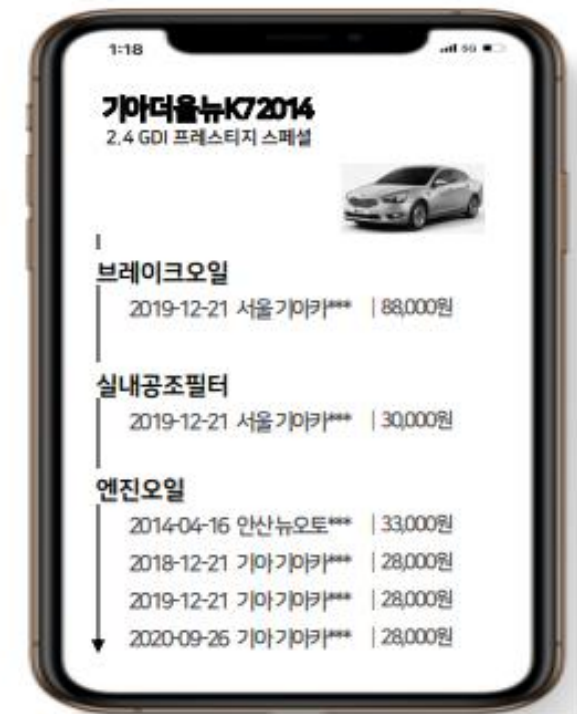 1:18
5G
기아더올뉴K7 2014
2.4 GDI 프레스티지 스페셜
브레이크오일
2019-12-21 서울 기아카*** | 88,000원
실내공조필터
2019-12-21 서울 기아카*** | 30,000원
엔진오일
2014-04-16 안산 뉴오토*** | 33,000원
2018-12-21 기아 기아카*** | 28,000원
2019-12-21 기아 기아카*** | 28,000원
2020-09-26 기아 기아카*** | 28,000원